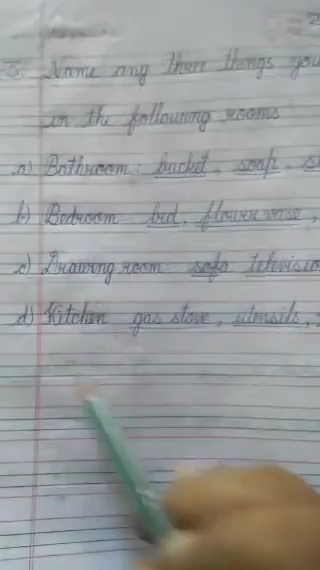 3. Name any three things you
in the following rooms
a) Bathroom: bucket, soap,
b) Bedroom bed, flower vase,
c) Drawing room sofa televisio
d) Kitchen gas stove, utensils,